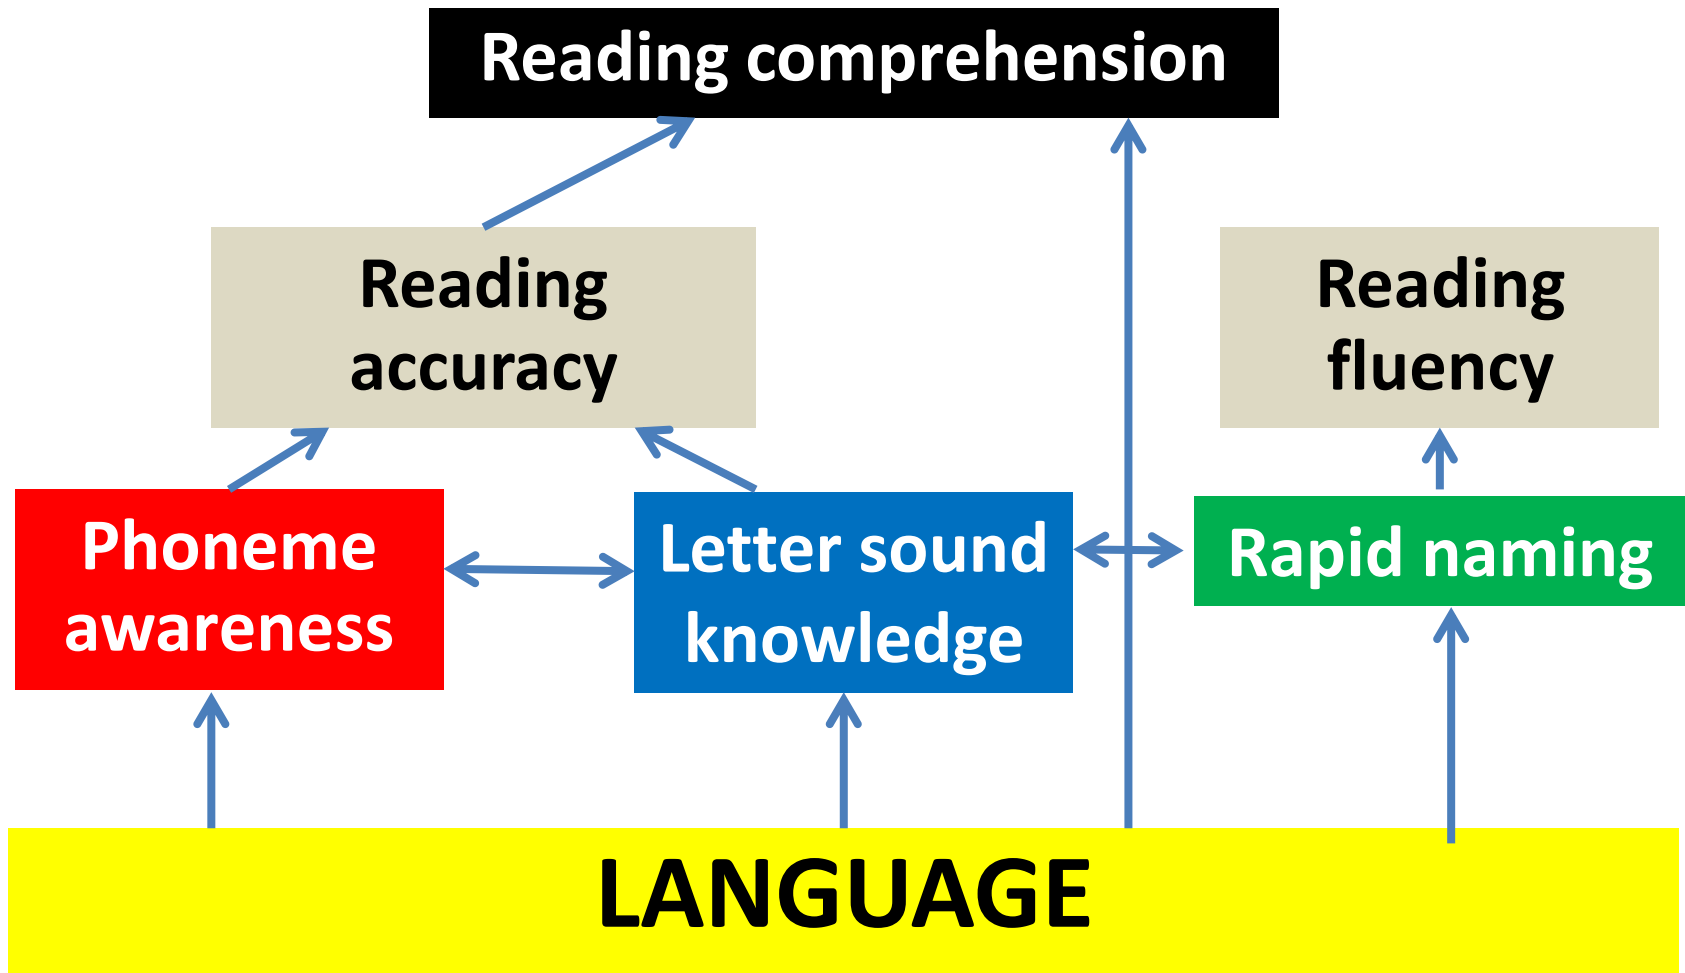 Reading comprehension
Reading
accuracy
Reading
fluency
Phoneme
awareness
Letter sound
knowledge
Rapid naming
LANGUAGE